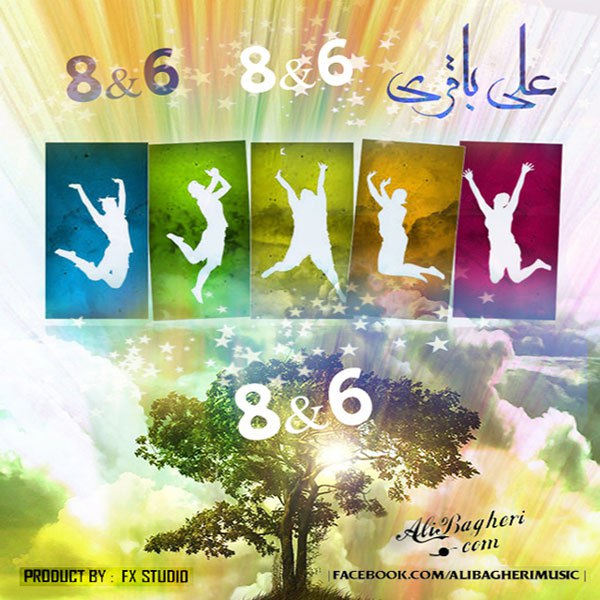 8&6
8&6
علی باقری
8&6
AliBagheri
com
PRODUCT BY : FX STUDIO
| FACEBOOK.COM/ALIBAGHERIMUSIC |